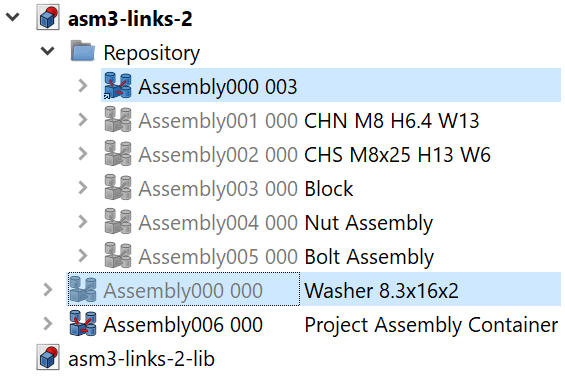 asm3-links-2
Repository
Assembly000 003
Assembly001 000 CHN M8 H6.4 W13
Assembly002 000 CHS M8x25 H13 W6
Assembly003 000 Block
Assembly004 000 Nut Assembly
Assembly005 000 Bolt Assembly
Assembly000 000 Washer 8.3x16x2
Assembly006 000 Project Assembly Container
asm3-links-2-lib